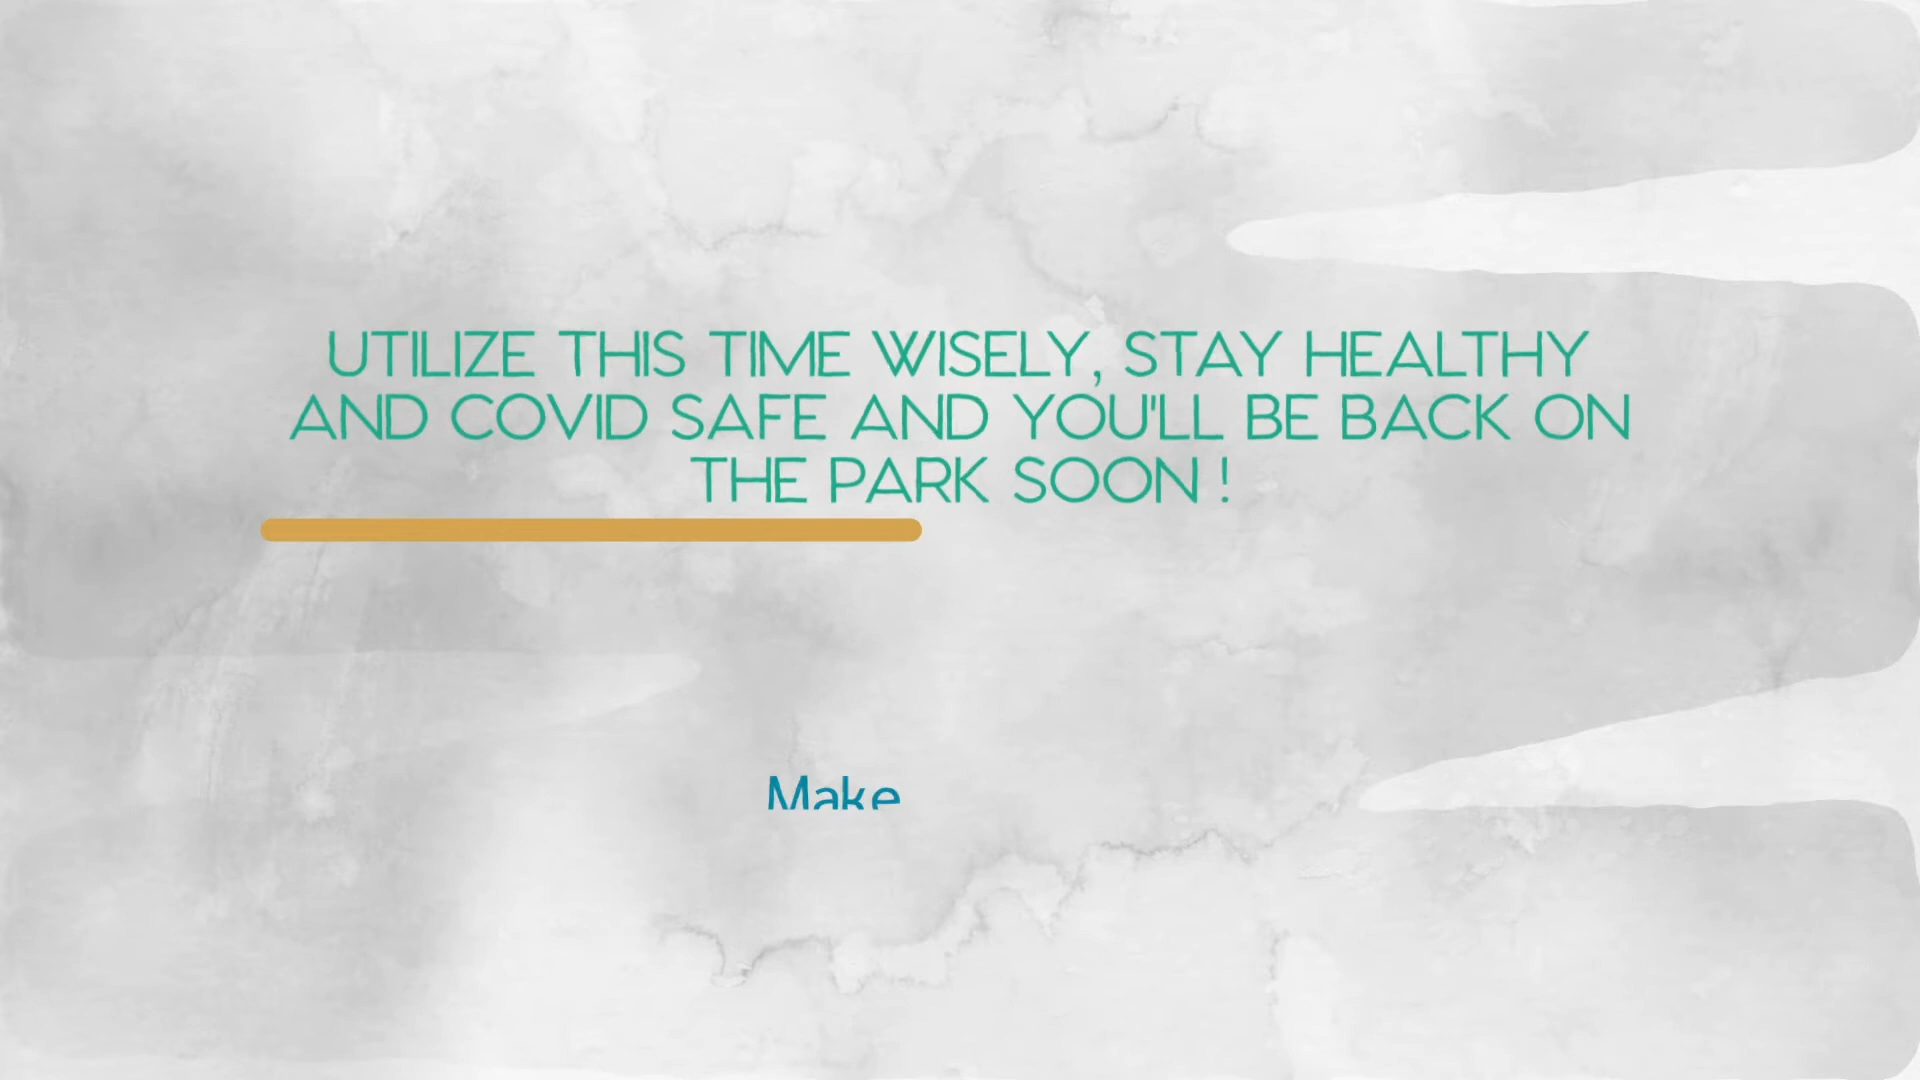 UTILIZE THIS TIME WISELY, STAY HEALTHY
AND COVID SAFE AND YOU'LL BE BACK ON
THE PARK SOON !
Make